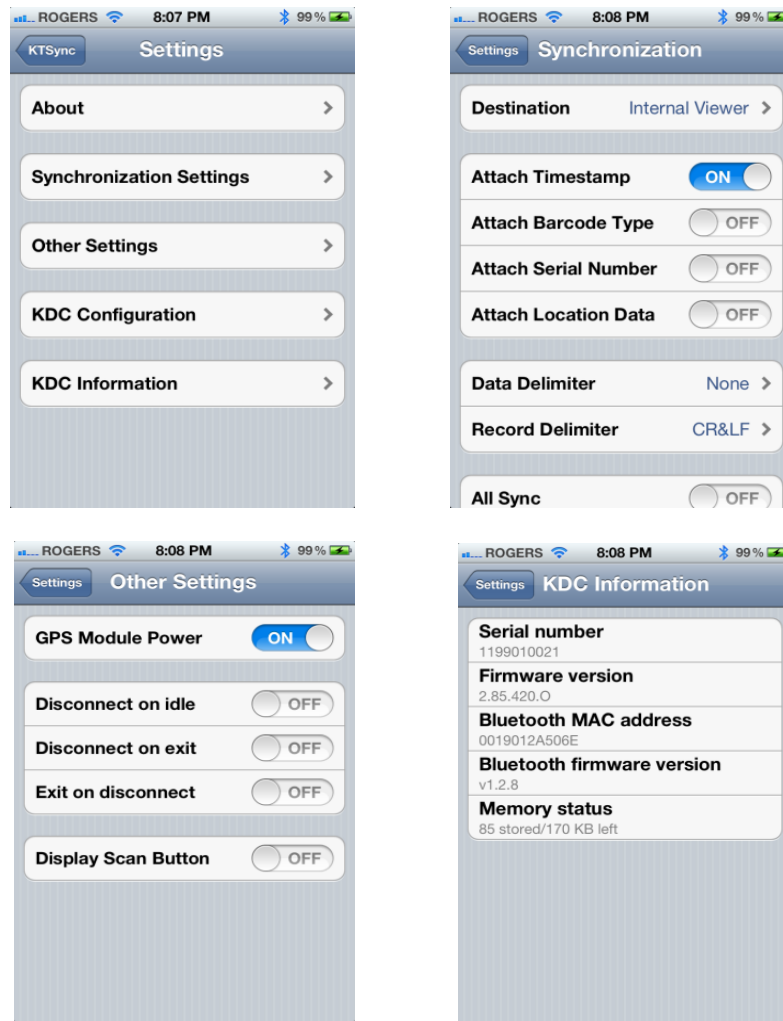 ROGERS 8:07 PM 99%
KTSync Settings
About
Synchronization Settings
Other Settings
KDC Configuration
KDC Information
ROGERS 8:08 PM 99%
Settings Synchronization
Destination Internal Viewer
Attach Timestamp ON
Attach Barcode Type OFF
Attach Serial Number OFF
Attach Location Data OFF
Data Delimiter None
Record Delimiter CR&LF
All Sync OFF
ROGERS 8:08 PM 99%
Settings Other Settings
GPS Module Power ON
Disconnect on idle OFF
Disconnect on exit OFF
Exit on disconnect OFF
Display Scan Button OFF
ROGERS 8:08 PM 99%
Settings KDC Information
Serial number
1199010021
Firmware version
2.85.420.O
Bluetooth MAC address
0019012A506E
Bluetooth firmware version
v1.2.8
Memory status
85 stored/170 KB left